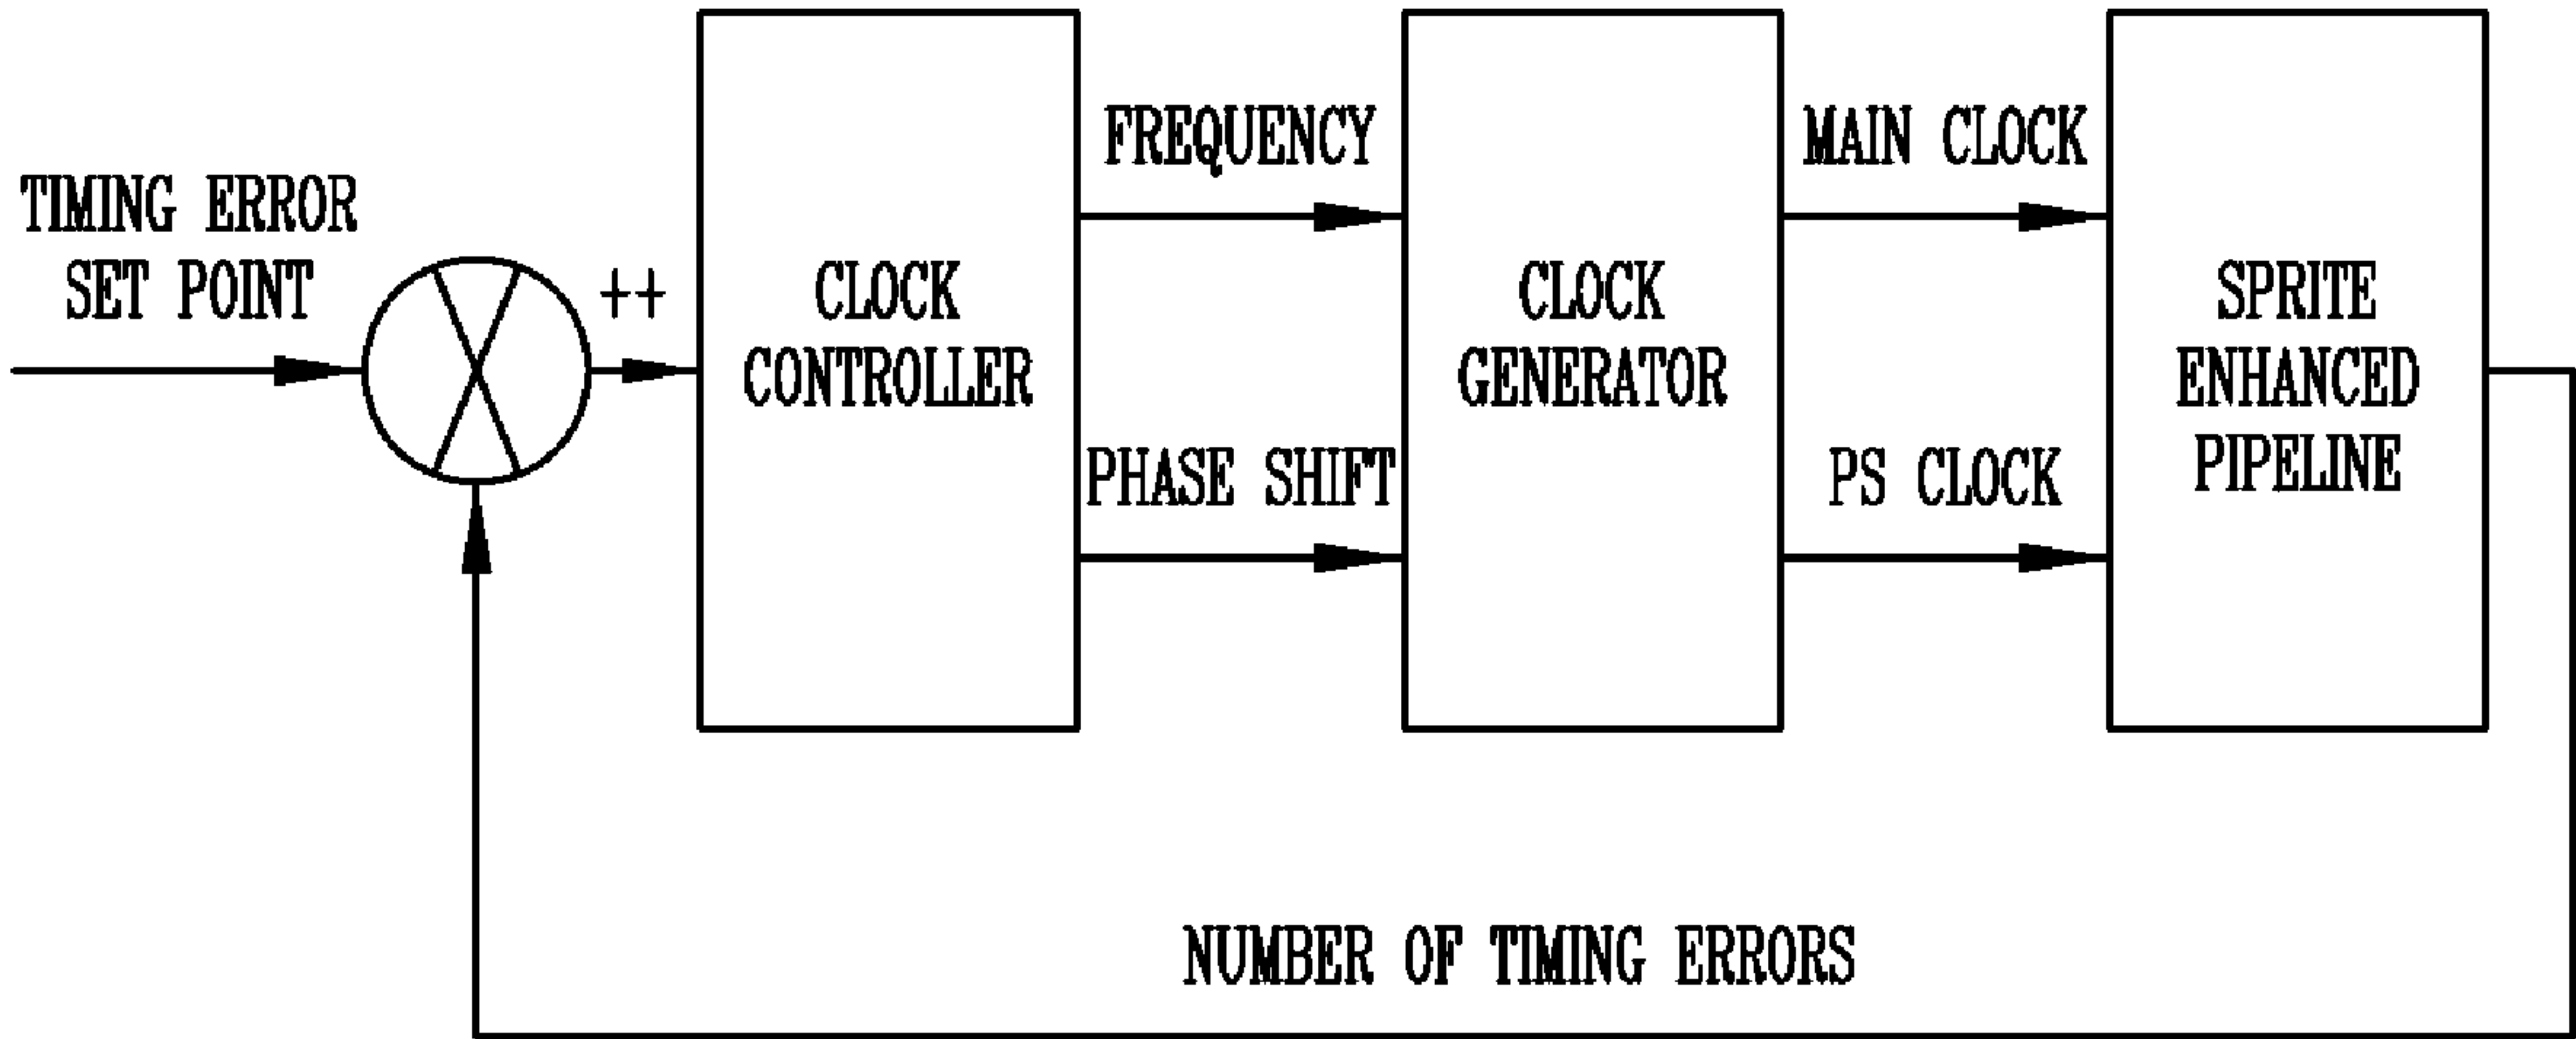 TIMING ERROR
SET POINT
++
CLOCK
CONTROLLER
FREQUENCY
PHASE SHIFT
CLOCK
GENERATOR
MAIN CLOCK
PS CLOCK
SPRITE
ENHANCED
PIPELINE
NUMBER OF TIMING ERRORS